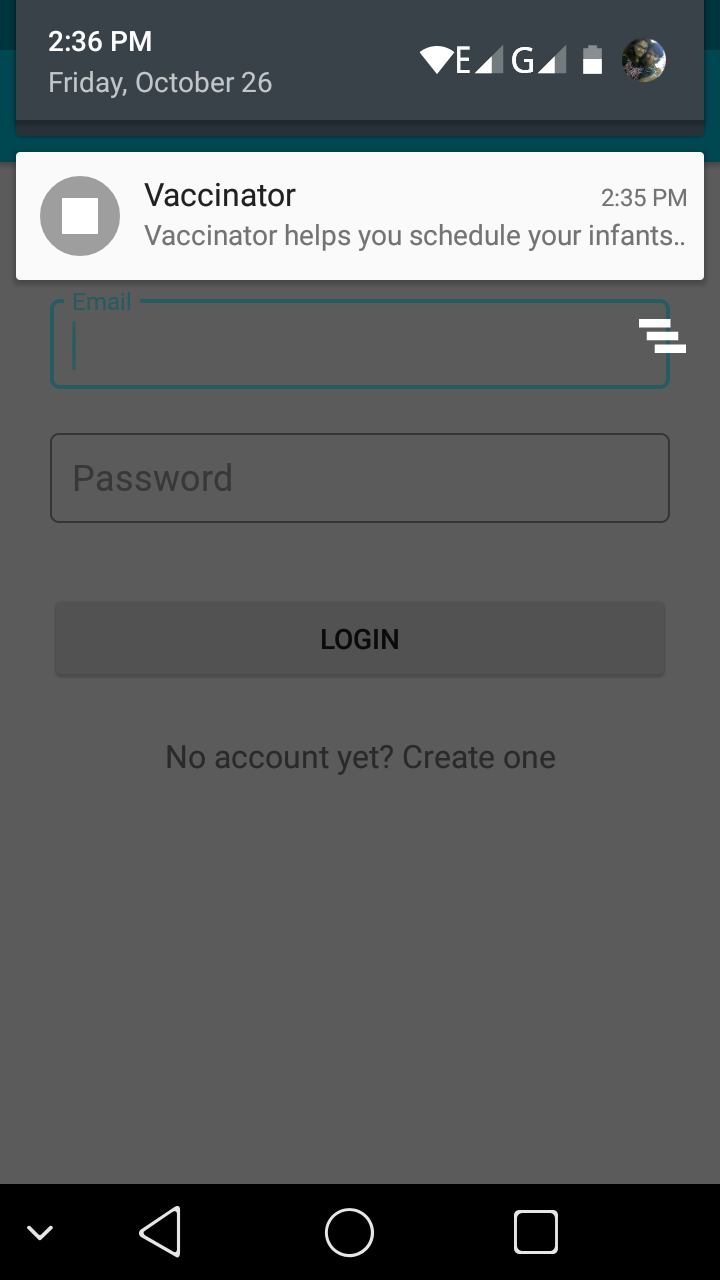 2:36 PM
Friday, October 26
E G
Vaccinator 2:35 PM
Vaccinator helps you schedule your infants..
Email
Password
LOGIN
No account yet? Create one